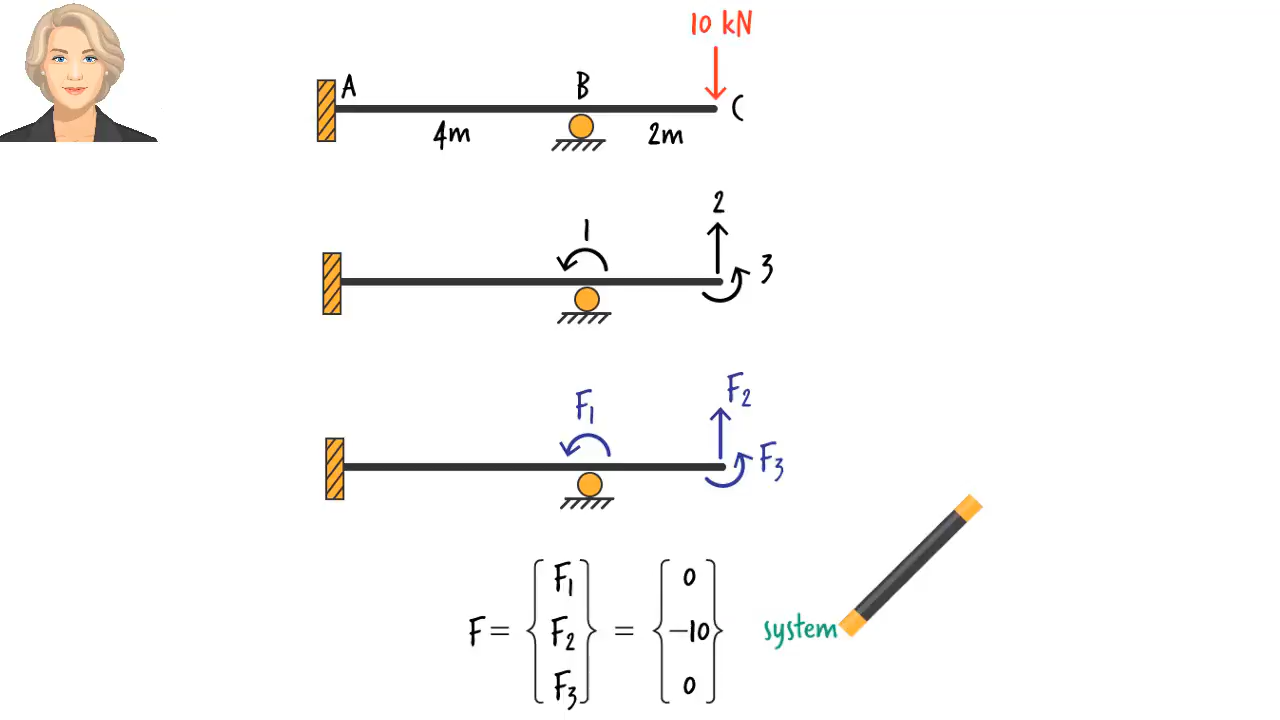 10 kN
A B C
4m 2m
2
1
3
F2
F1
F3
F = { F1 F2 F3 } = { 0 -10 0 }
system